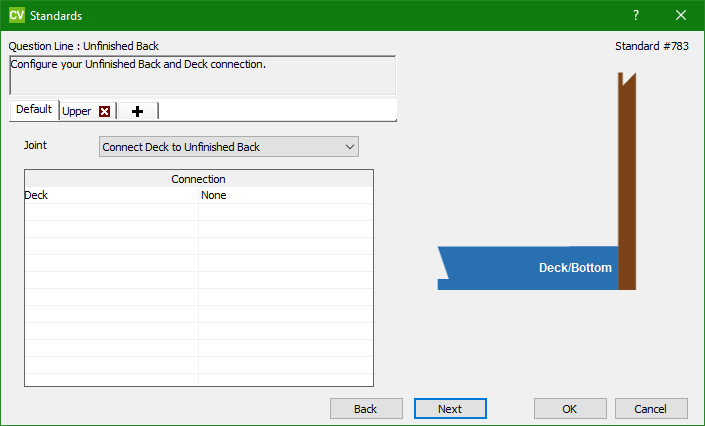 CV Standards ?
Question Line : Unfinished Back
Standard #783
Configure your Unfinished Back and Deck connection.
Default Upper
Joint Connect Deck to Unfinished Back
Connection
Deck None
Deck/Bottom
Back Next OK Cancel